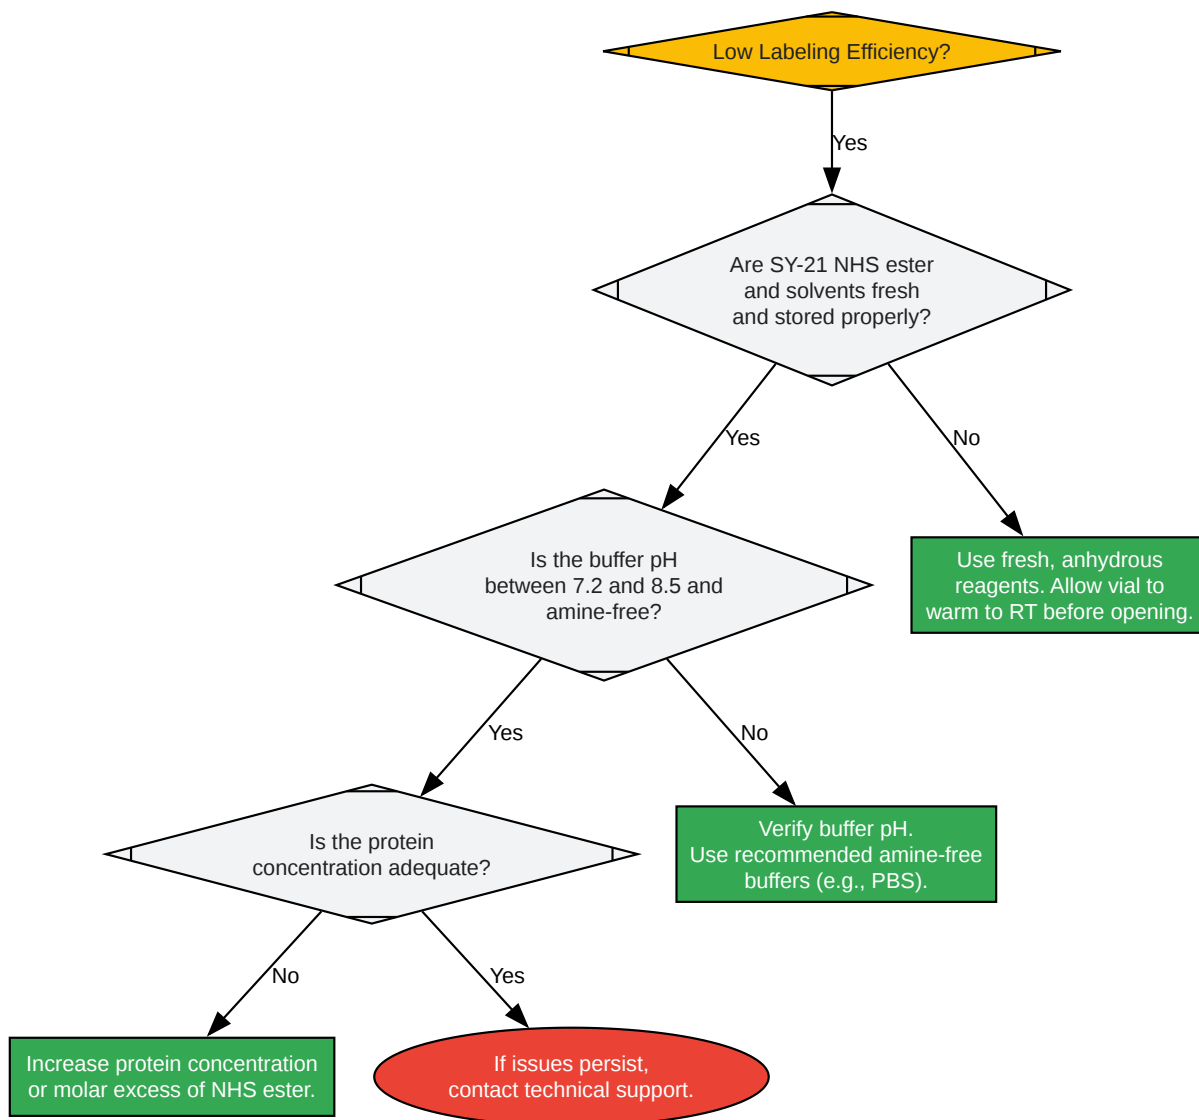 Low Labeling Efficiency?
Yes
Are SY-21 NHS ester
and solvents fresh
and stored properly?
Yes
No
Is the buffer pH
between 7.2 and 8.5 and
amine-free?
Use fresh, anhydrous
reagents. Allow vial to
warm to RT before opening.
Yes
No
Is the protein
concentration adequate?
Verify buffer pH.
Use recommended amine-free
buffers (e.g., PBS).
No
Yes
Increase protein concentration
or molar excess of NHS ester.
If issues persist,
contact technical support.